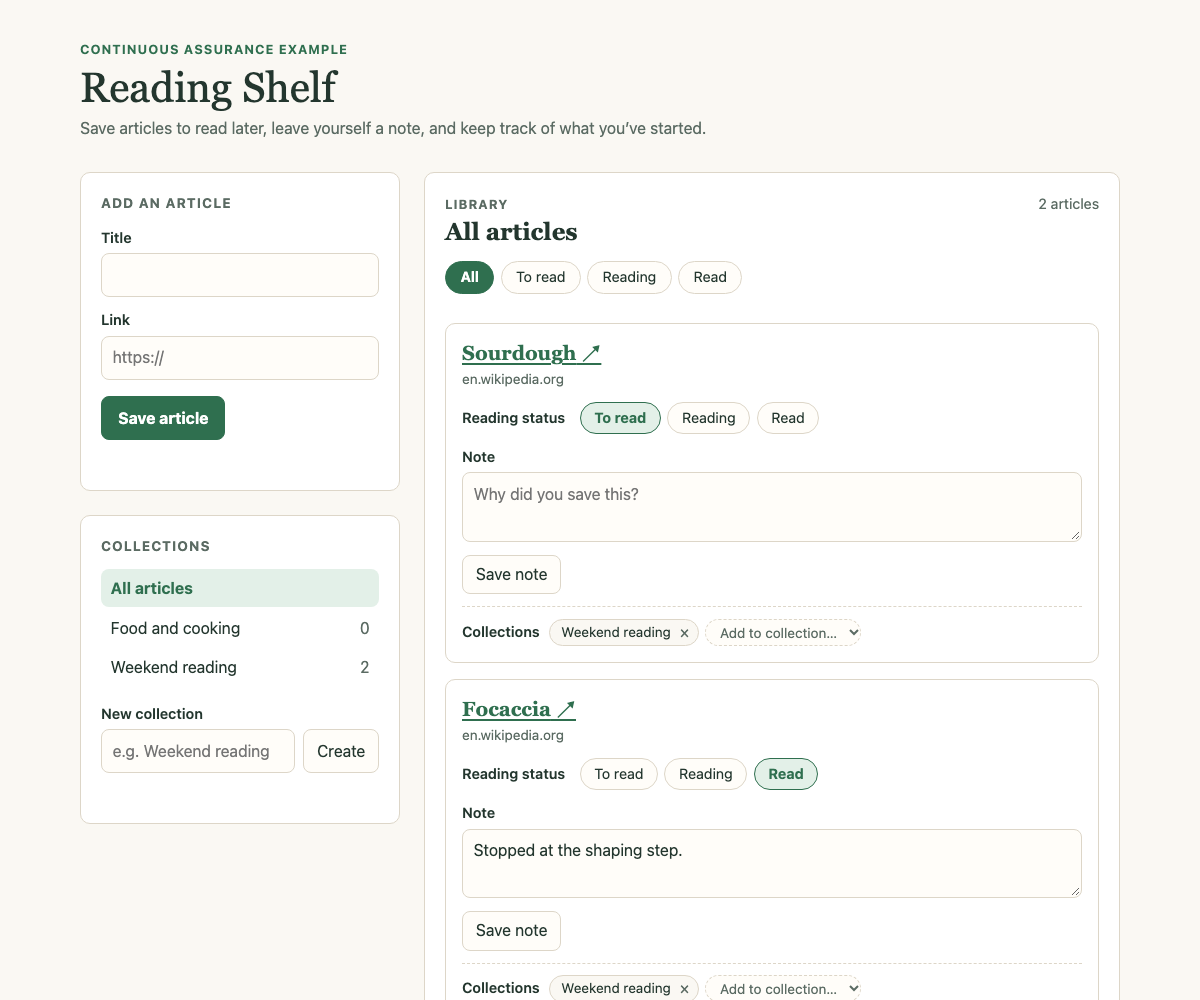 CONTINUOUS ASSURANCE EXAMPLE
Reading Shelf
Save articles to read later, leave yourself a note, and keep track of what you’ve started.
ADD AN ARTICLE
Title
Link
https://
Save article
COLLECTIONS
All articles
Food and cooking 0
Weekend reading 2
New collection
e.g. Weekend reading Create
LIBRARY
2 articles
All articles
All To read Reading Read
Sourdough ↗
en.wikipedia.org
Reading status To read Reading Read
Note
Why did you save this?
Save note
Collections Weekend reading × Add to collection…
Focaccia ↗
en.wikipedia.org
Reading status To read Reading Read
Note
Stopped at the shaping step.
Save note
Collections Weekend reading × Add to collection…